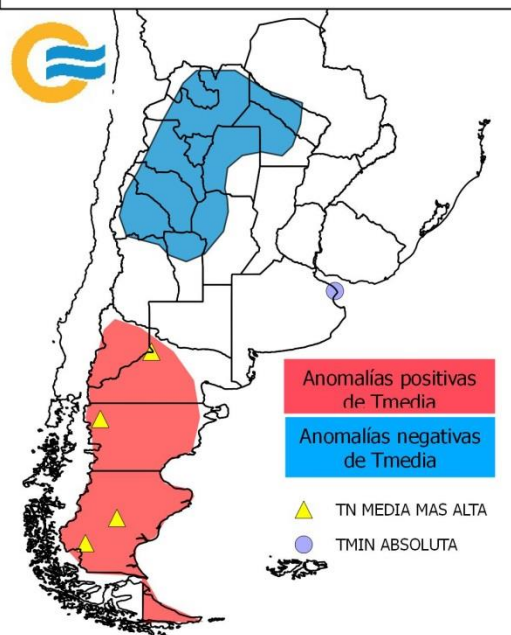 Anomalías positivas
de Tmedia
Anomalías negativas
de Tmedia
TN MEDIA MAS ALTA
TMIN ABSOLUTA